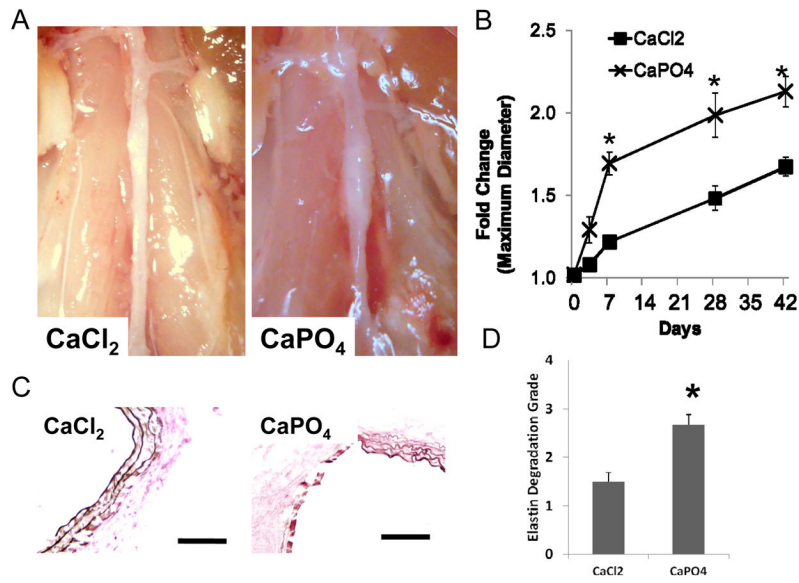 A
CaCl2
CaPO4
B
Fold Change
(Maximum Diameter)
2.5
2.0
1.5
1.0
CaCl2
CaPO4
*
*
*
0 7 14 21 28 35 42
Days
C
CaCl2
CaPO4
D
Elastin Degradation Grade
4
3
2
1
0
*
CaCl2
CaPO4